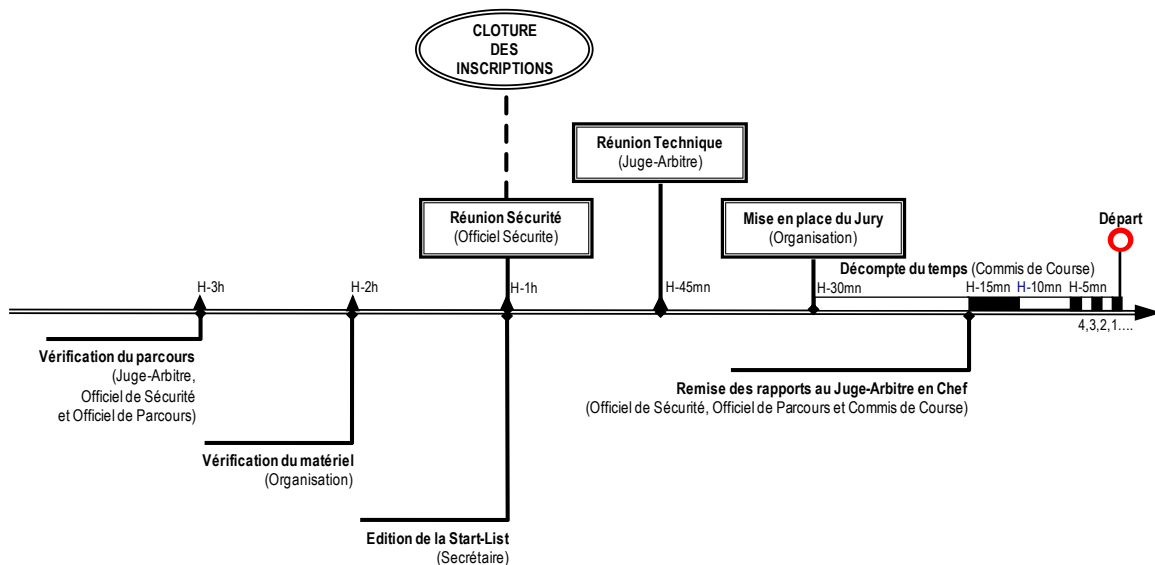 CLOTURE
DES
INSCRIPTIONS
Réunion Technique
(Juge-Arbitre)
Réunion Sécurité
(Officiel Sécurite)
Mise en place du Jury
(Organisation)
Départ
Décompte du temps (Commis de Course)
H-3h
H-2h
H-1h
H-45mn
H-30mn
H-15mn
H-10mn
H-5mn
4,3,2,1….
Vérification du parcours
(Juge-Arbitre,
Officiel de Sécurité
et Officiel de Parcours)
Remise des rapports au Juge-Arbitre en Chef
(Officiel de Sécurité, Officiel de Parcours et Commis de Course)
Vérification du matériel
(Organisation)
Edition de la Start-List
(Secrétaire)